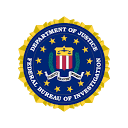 DEPARTMENT OF JUSTICE
FEDERAL BUREAU OF INVESTIGATION